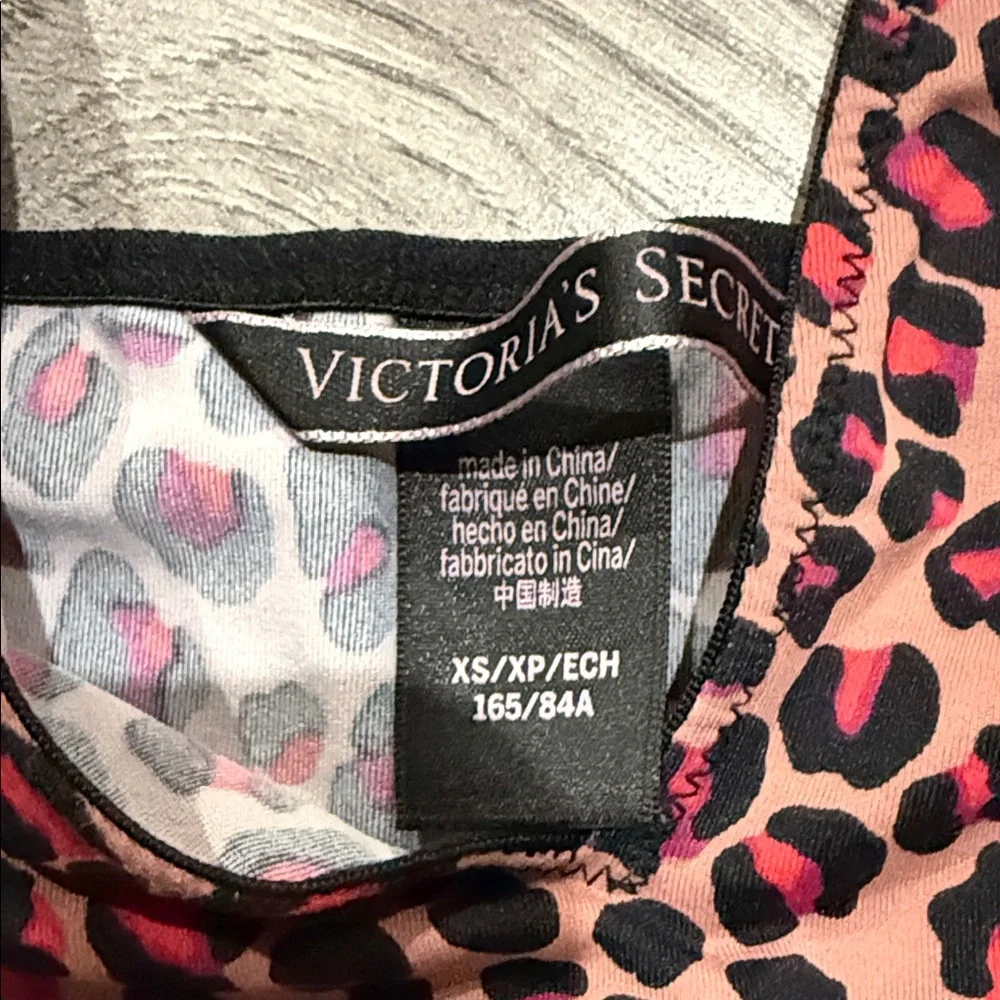 VICTORIA'S SECRET
made in China/
fabriqué en Chine/
hecho en China/
fabbricato in Cina/
中国制造
XS/XP/ECH
165/84A